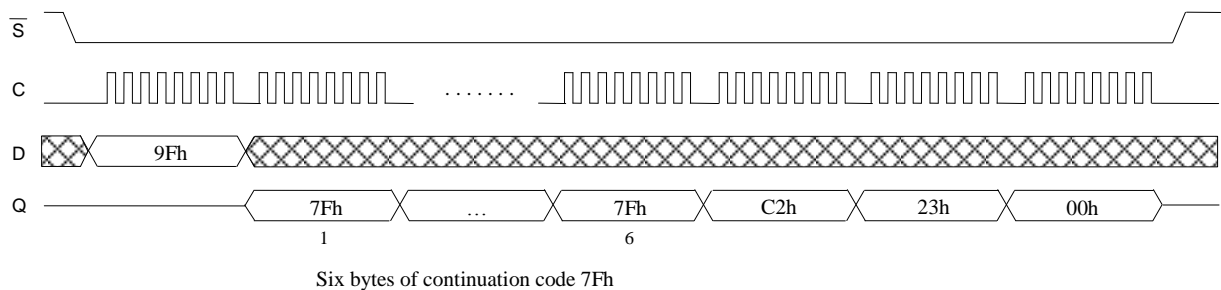 S
C
.......
D
9Fh
Q
7Fh
...
7Fh
C2h
23h
00h
1
6
Six bytes of continuation code 7Fh